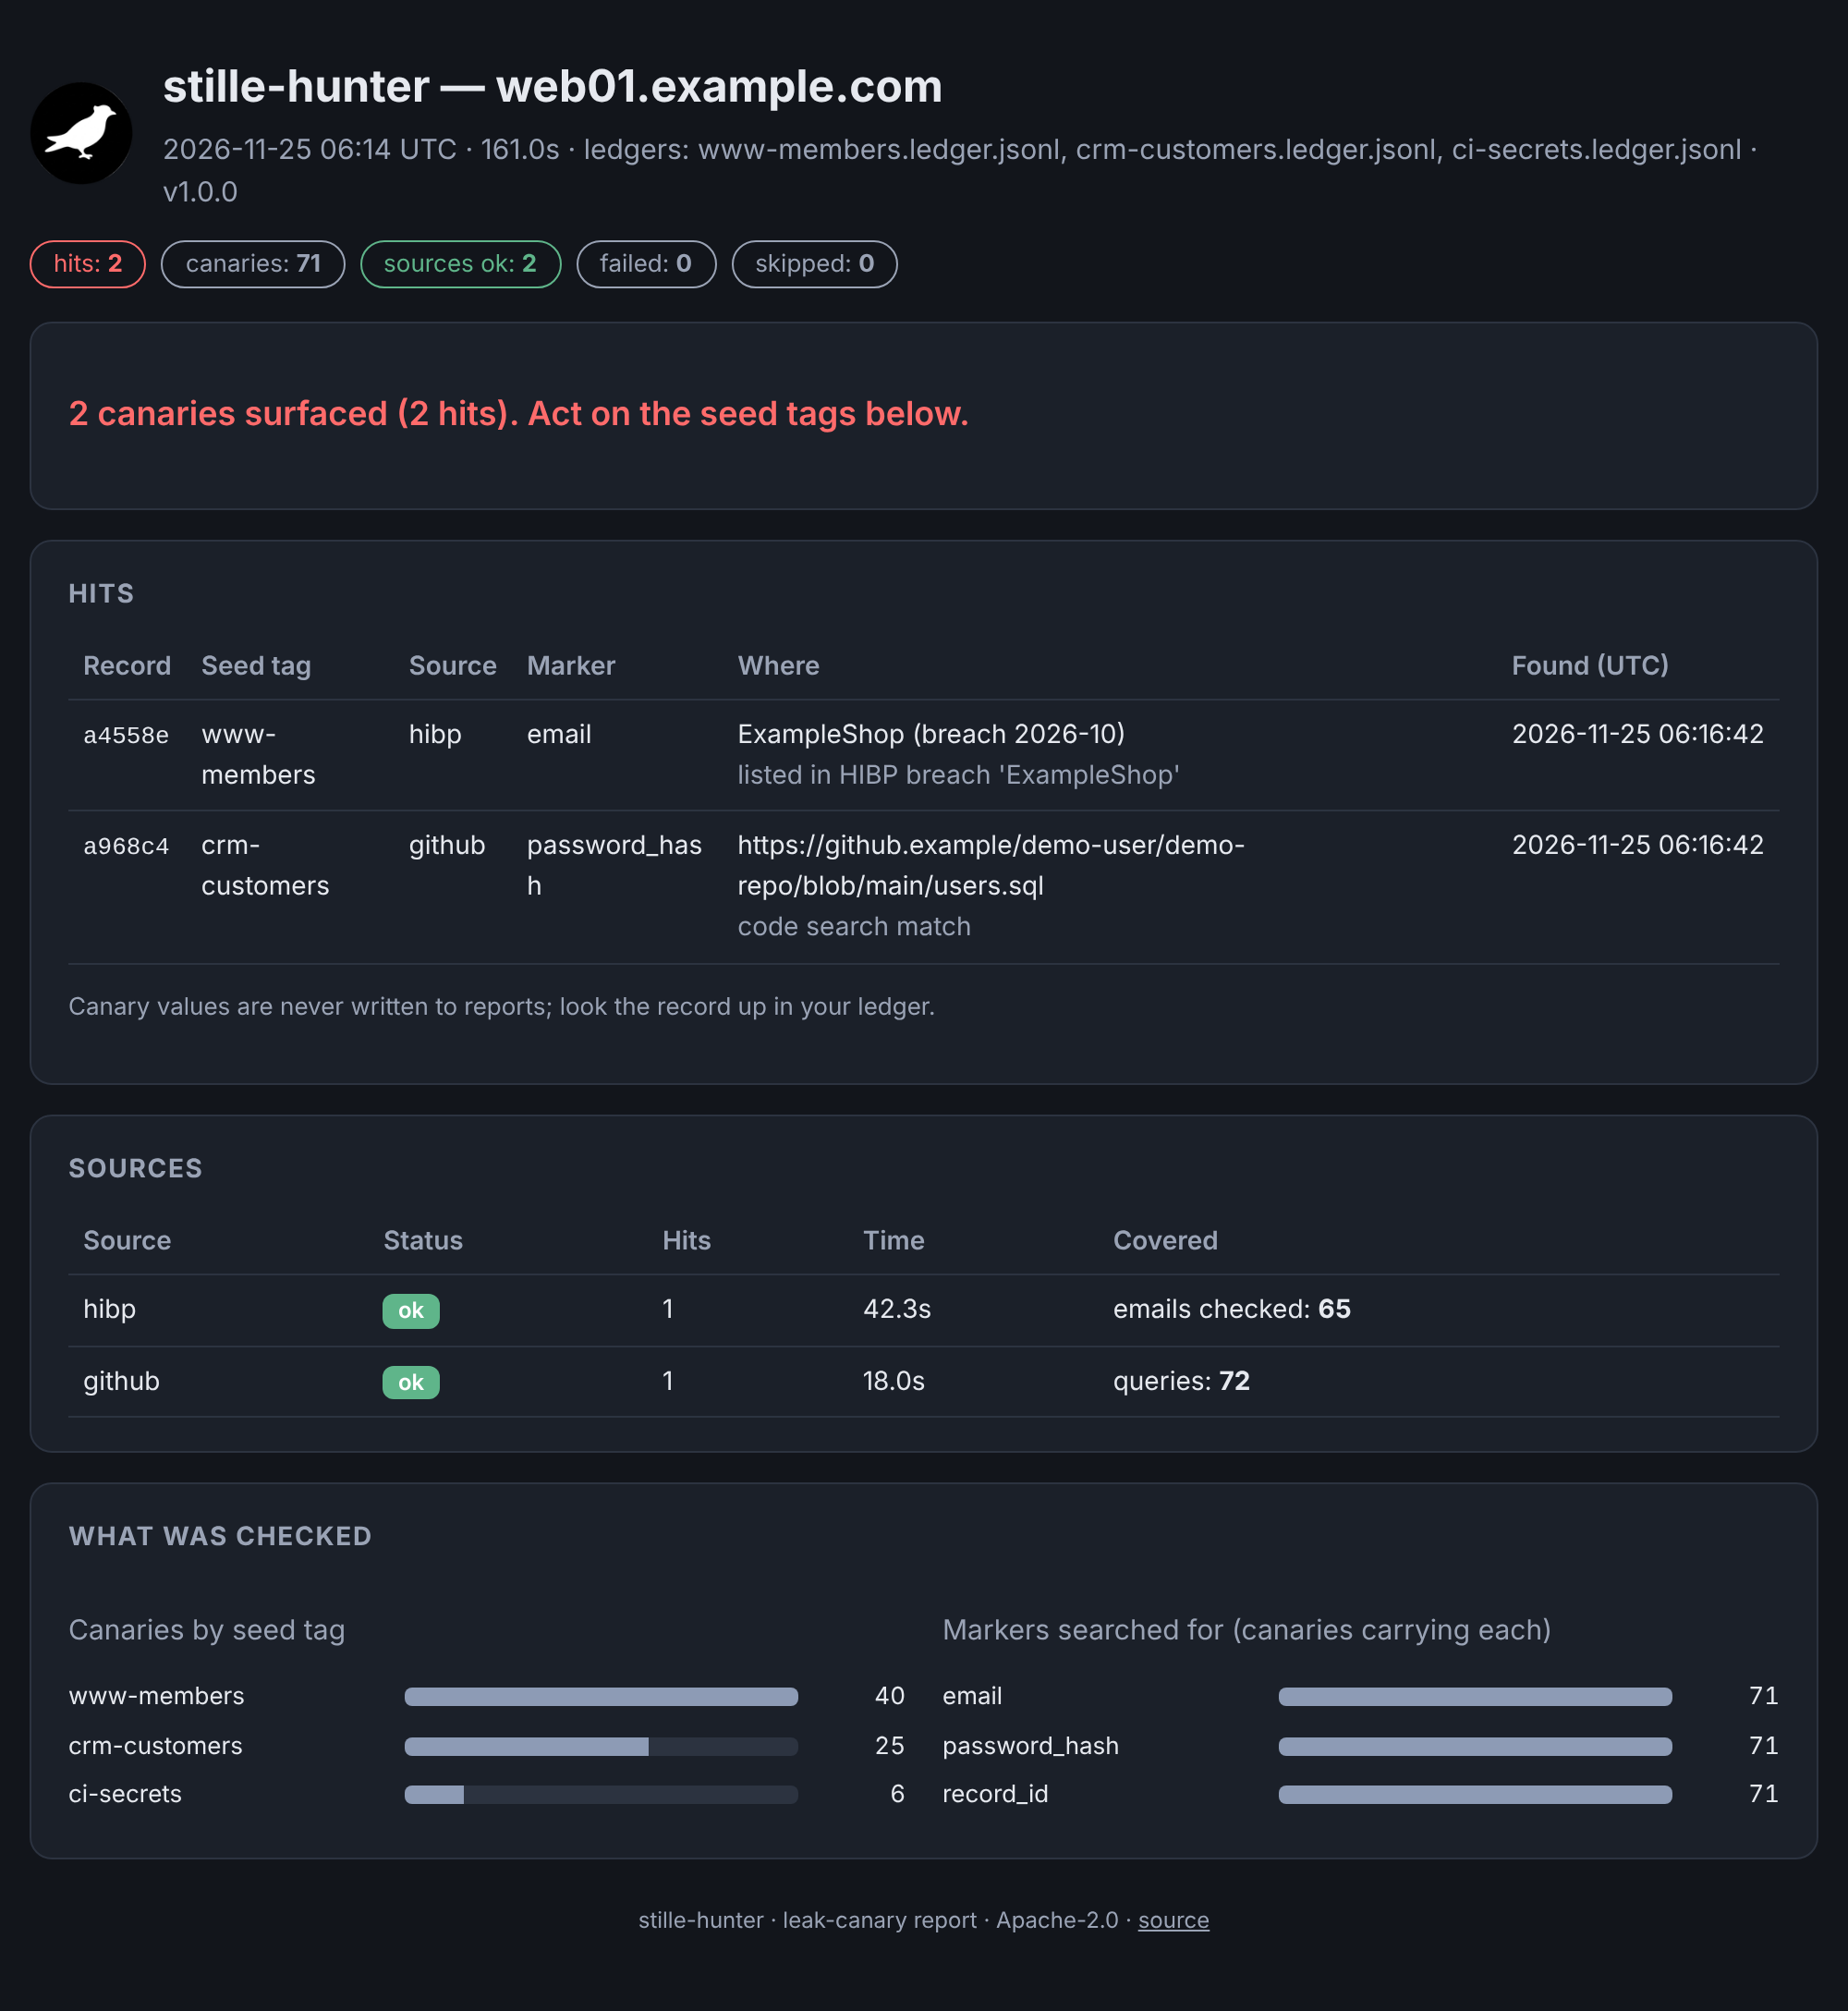 stille-hunter — web01.example.com
2026-11-25 06:14 UTC · 161.0s · ledgers: www-members.ledger.jsonl, crm-customers.ledger.jsonl, ci-secrets.ledger.jsonl ·
v1.0.0
hits: 2 canaries: 71 sources ok: 2 failed: 0 skipped: 0
2 canaries surfaced (2 hits). Act on the seed tags below.
HITS
Record Seed tag Source Marker Where Found (UTC)
a4558e www- hibp email ExampleShop (breach 2026-10) 2026-11-25 06:16:42
members listed in HIBP breach 'ExampleShop'
a968c4 crm- github password_has https://github.example/demo-user/demo- 2026-11-25 06:16:42
customers h repo/blob/main/users.sql
code search match
Canary values are never written to reports; look the record up in your ledger.
SOURCES
Source Status Hits Time Covered
hibp ok 1 42.3s emails checked: 65
github ok 1 18.0s queries: 72
WHAT WAS CHECKED
Canaries by seed tag
www-members 40
crm-customers 25
ci-secrets 6
Markers searched for (canaries carrying each)
email 71
password_hash 71
record_id 71
stille-hunter · leak-canary report · Apache-2.0 · source